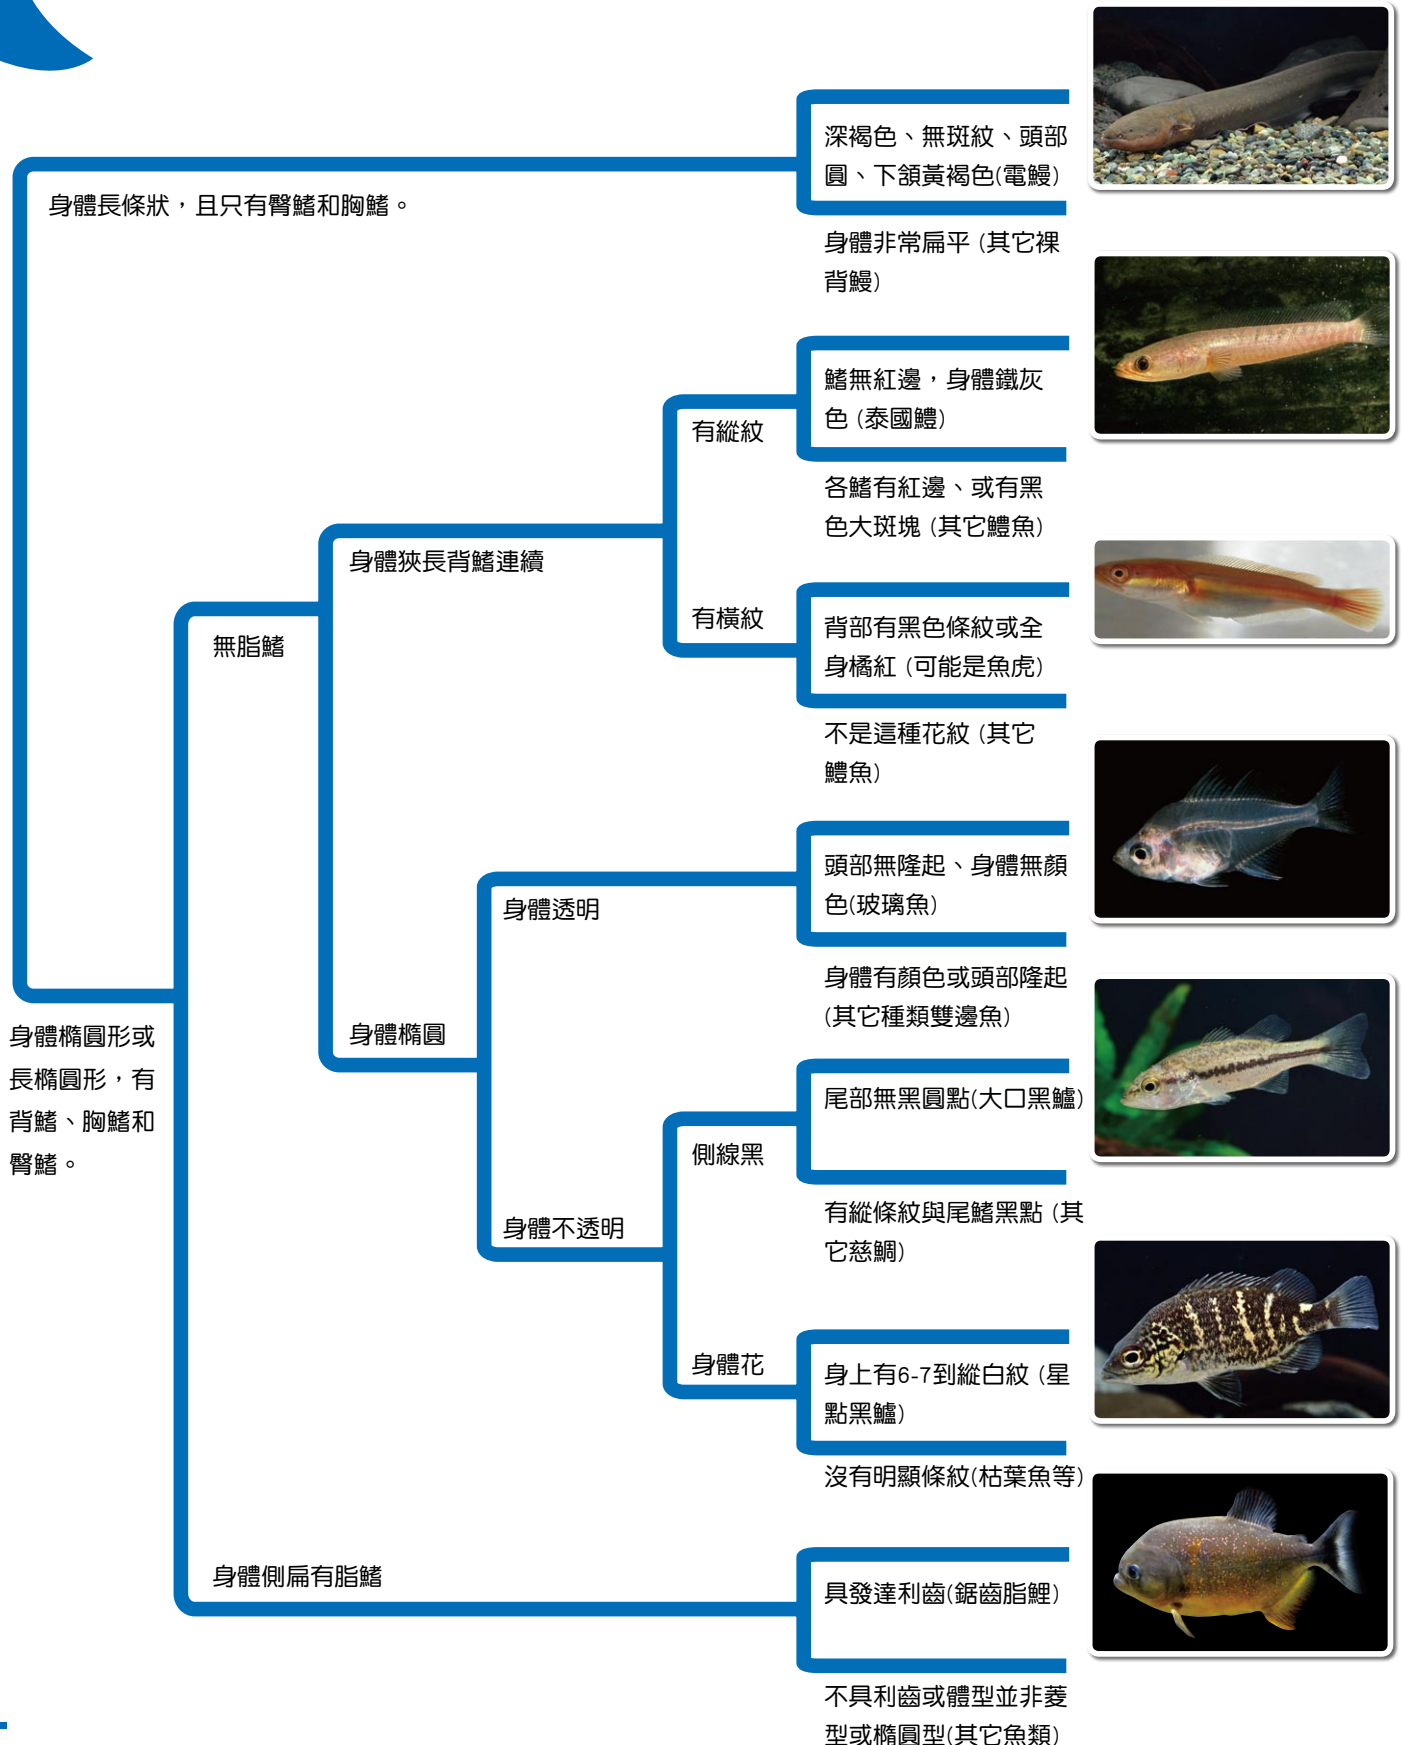 深褐色、無斑紋、頭部
圓、下頷黃褐色(電鰻)
身體長條狀，且只有臀鰭和胸鰭。
身體非常扁平 (其它裸
背鰻)
鰭無紅邊，身體鐵灰
色 (泰國鱧)
有縱紋
各鰭有紅邊、或有黑
色大斑塊 (其它鱧魚)
身體狹長背鰭連續
有橫紋
背部有黑色條紋或全
身橘紅 (可能是魚虎)
無脂鰭
不是這種花紋 (其它
鱧魚)
頭部無隆起、身體無顏
色(玻璃魚)
身體透明
身體有顏色或頭部隆起
(其它種類雙邊魚)
身體橢圓
身體橢圓形或
長橢圓形，有
背鰭、胸鰭和
臀鰭。
尾部無黑圓點(大口黑鱸)
側線黑
有縱條紋與尾鰭黑點 (其
它慈鯛)
身體不透明
身體花
身上有6-7到縱白紋 (星
點黑鱸)
沒有明顯條紋(枯葉魚等)
身體側扁有脂鰭
具發達利齒(鋸齒脂鯉)
不具利齒或體型並非菱
型或橢圓型(其它魚類)